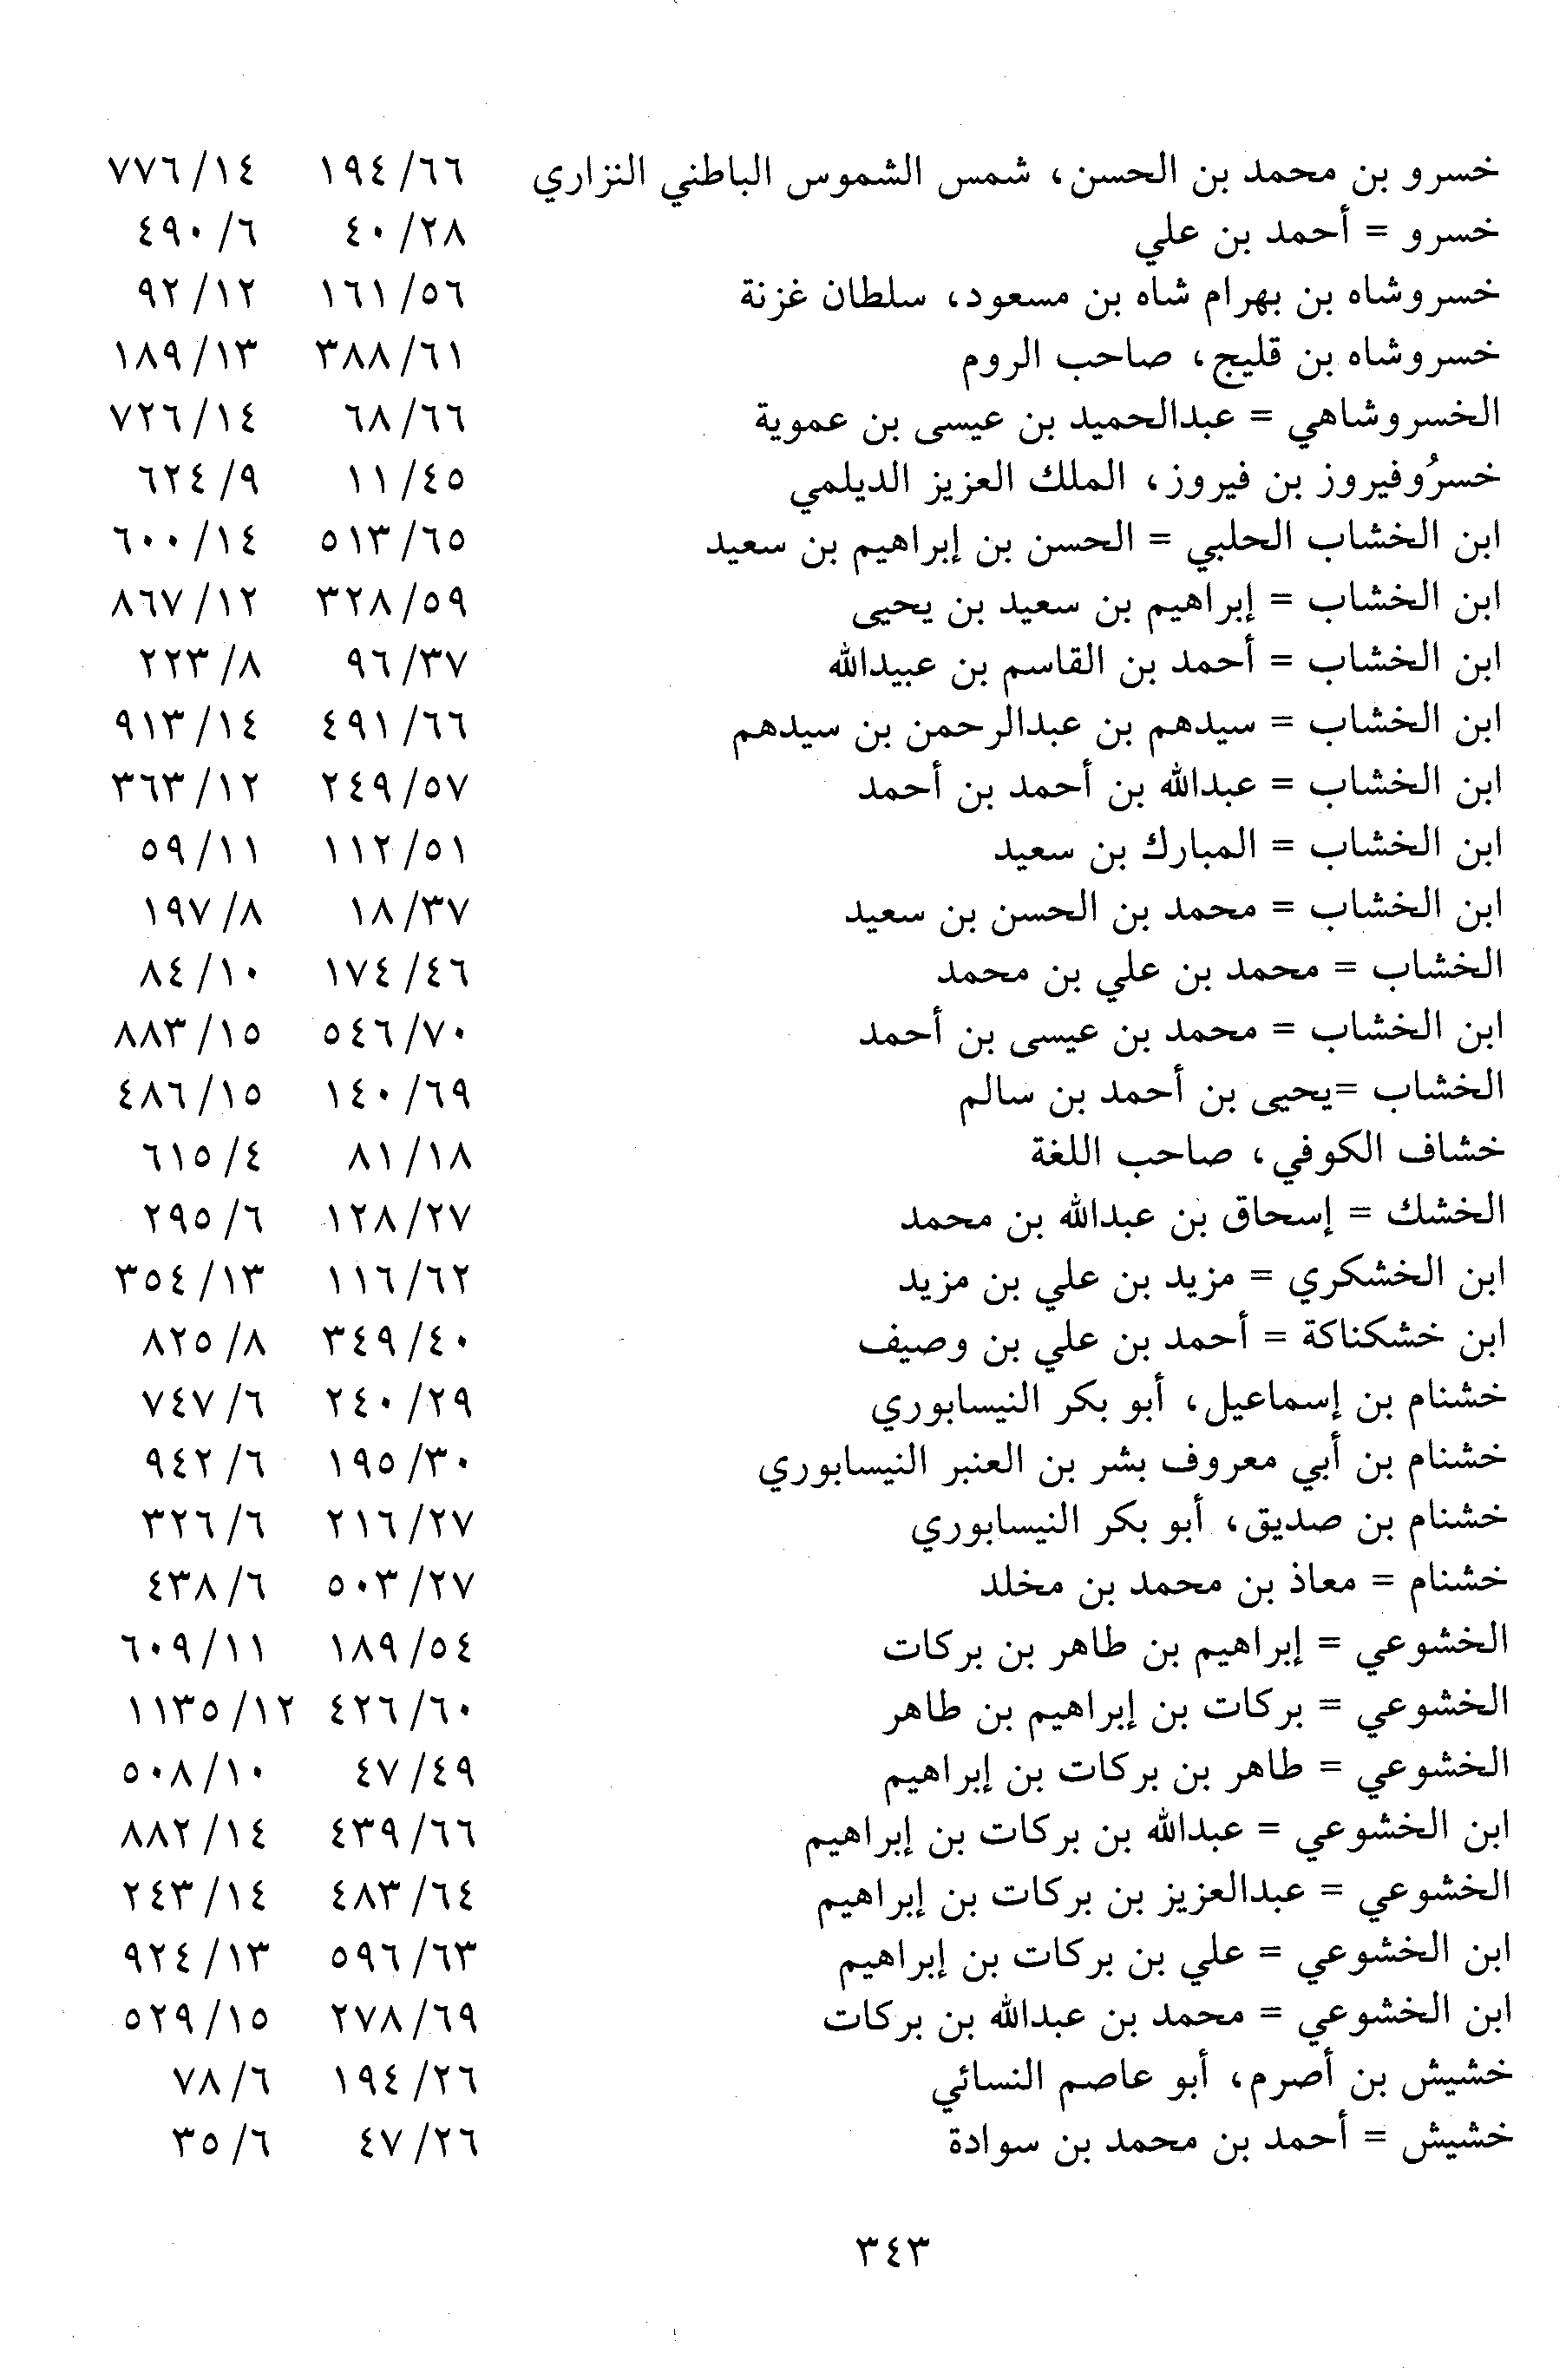 خسرو بن محمد بن الحسن، شمس الشموس الباطني النزاري ٦٦/ ١٩٤ ١٤/ ٧٧٦
خسرو = أحمد بن علي ٢٨/ ٤٠ ٦/ ٤٩٠
خسروشاه بن بهرام شاه بن مسعود، سلطان غزنة ٥٦/ ١٦١ ١٢/ ٩٢
خسروشاه بن قليج، صاحب الروم ٦١/ ٣٨٨ ١٣/ ١٨٩
الخسروشاهي = عبدالحميد بن عيسى بن عموية ٦٦/ ٦٨ ١٤/ ٧٢٦
خسرُوفيروز بن فيروز، الملك العزيز الديلمي ٤٥/ ١١ ٩/ ٦٢٤
ابن الخشاب الحلبي = الحسن بن إبراهيم بن سعيد ٦٥/ ٥١٣ ١٤/ ٦٠٠
ابن الخشاب = إبراهيم بن سعيد بن يحيى ٥٩/ ٣٢٨ ١٢/ ٨٦٧
ابن الخشاب = أحمد بن القاسم بن عبيدالله ٣٧/ ٩٦ ٨/ ٢٢٣
ابن الخشاب = سيدهم بن عبدالرحمن بن سيدهم ٦٦/ ٤٩١ ١٤/ ٩١٣
ابن الخشاب = عبدالله بن أحمد بن أحمد ٥٧/ ٢٤٩ ١٢/ ٣٦٣
ابن الخشاب = المبارك بن سعيد ٥١/ ١١٢ ١١/ ٥٩
ابن الخشاب = محمد بن الحسن بن سعيد ٣٧/ ١٨ ٨/ ١٩٧
الخشاب = محمد بن علي بن محمد ٤٦/ ١٧٤ ١٠/ ٨٤
ابن الخشاب = محمد بن عيسى بن أحمد ٧٠/ ٥٤٦ ١٥/ ٨٨٣
الخشاب =يحيى بن أحمد بن سالم ٦٩/ ١٤٠ ١٥/ ٤٨٦
خشاف الكوفي، صاحب اللغة ١٨/ ٨١ ٤/ ٦١٥
الخشك = إسحاق بن عبدالله بن محمد ٢٧/ ١٢٨ ٦/ ٢٩٥
ابن الخشكري = مزيد بن علي بن مزيد ٦٢/ ١١٦ ١٣/ ٣٥٤
ابن خشكناكة = أحمد بن علي بن وصيف ٤٠/ ٣٤٩ ٨/ ٨٢٥
خشنام بن إسماعيل، أبو بكر النيسابوري ٢٩/ ٢٤٠ ٦/ ٧٤٧
خشنام بن أبي معروف بشر بن العنبر النيسابوري ٣٠/ ١٩٥ ٦/ ٩٤٢
خشنام بن صديق، أبو بكر النيسابوري ٢٧/ ٢١٦ ٦/ ٣٢٦
خشنام = معاذ بن محمد بن مخلد ٢٧/ ٥٠٣ ٦/ ٤٣٨
الخشوعي = إبراهيم بن طاهر بن بركات ٥٤/ ١٨٩ ١١/ ٦٠٩
الخشوعي = بركات بن إبراهيم بن طاهر ٦٠/ ٤٢٦ ١٢/ ١١٣٥
الخشوعي = طاهر بن بركات بن إبراهيم ٤٩/ ٤٧ ١٠/ ٥٠٨
ابن الخشوعي = عبدالله بن بركات بن إبراهيم ٦٦/ ٤٣٩ ١٤/ ٨٨٢
الخشوعي = عبدالعزيز بن بركات بن إبراهيم ٦٤/ ٤٨٣ ١٤/ ٢٤٣
ابن الخشوعي = علي بن بركات بن إبراهيم ٦٣/ ٥٩٦ ١٣/ ٩٢٤
ابن الخشوعي = محمد بن عبدالله بن بركات ٦٩/ ٢٧٨ ١٥/ ٥٢٩
خشيش بن أصرم، أبو عاصم النسائي ٢٦/ ١٩٤ ٦/ ٧٨
خشيش = أحمد بن محمد بن سوادة ٢٦/ ٤٧ ٦/ ٣٥
٣٤٣